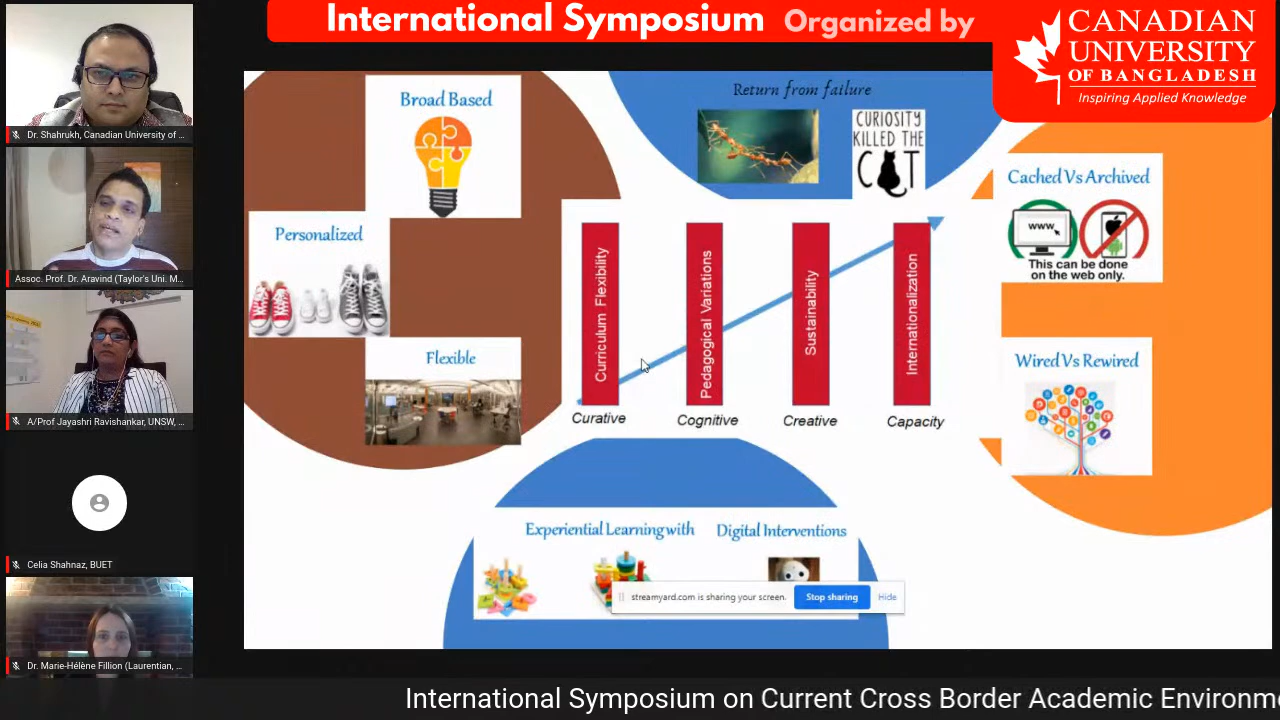 International Symposium Organized by
CANADIAN
UNIVERSITY
OF BANGLADESH
Inspiring Applied Knowledge
Dr. Shahrukh, Canadian University of ...
Assoc. Prof. Dr. Aravind (Taylor's Uni: M...
A/Prof Jayashri Ravishankar, UNSW, ...
Celia Shahnaz, BUET
Dr. Marie-Hélène Fillion (Laurentian, ...
Broad Based
Personalized
Flexible
Return from failure
CURIOSITY
KILLED THE
CAT
Curriculum Flexibility
Pedagogical Variations
Sustainability
Internationalization
Curative
Cognitive
Creative
Capacity
Cached Vs Archived
www
This can be done
on the web only.
Wired Vs Rewired
Experiential Learning with
Digital Interventions
streamyard.com is sharing your screen.
Stop sharing
Hide
International Symposium on Current Cross Border Academic Environm